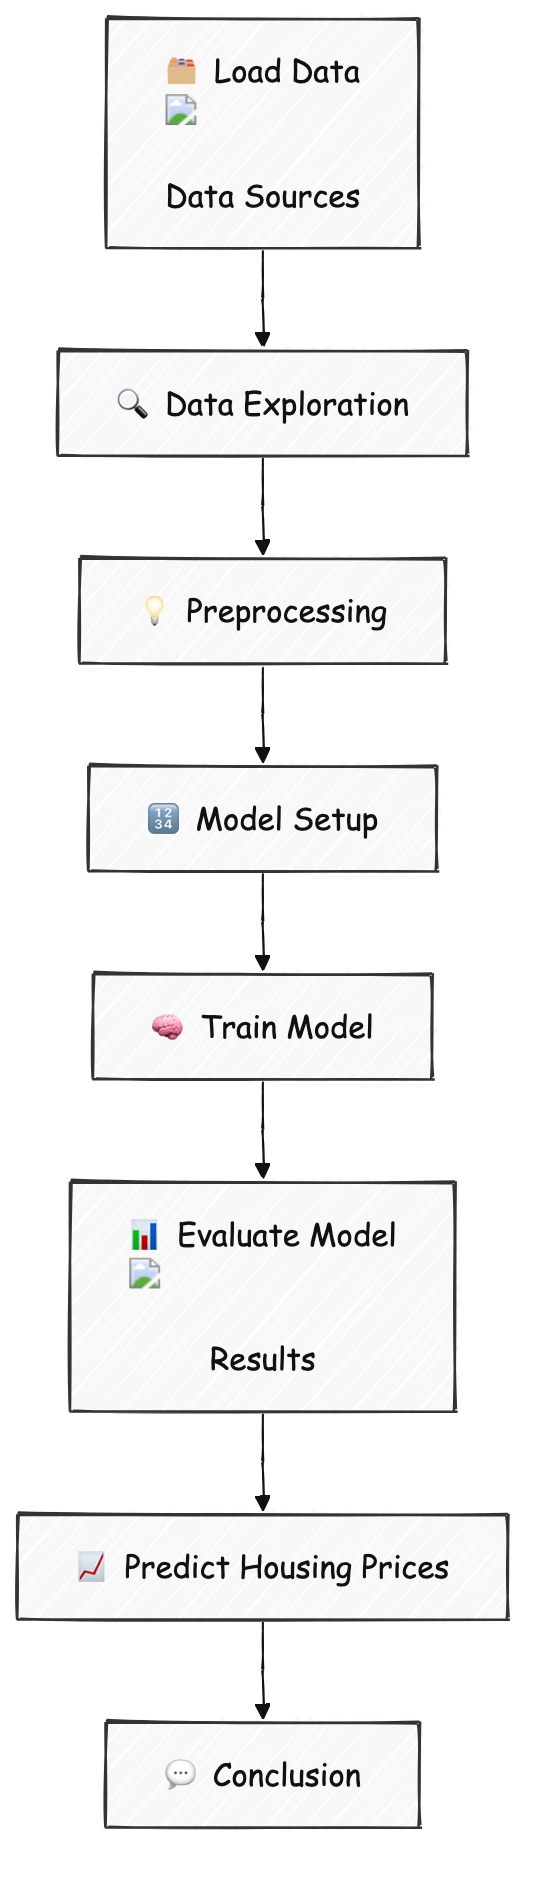 🗂️ Load Data
Data Sources
🔍 Data Exploration
💡 Preprocessing
🔢 Model Setup
🧠 Train Model
📊 Evaluate Model
Results
📈 Predict Housing Prices
💬 Conclusion